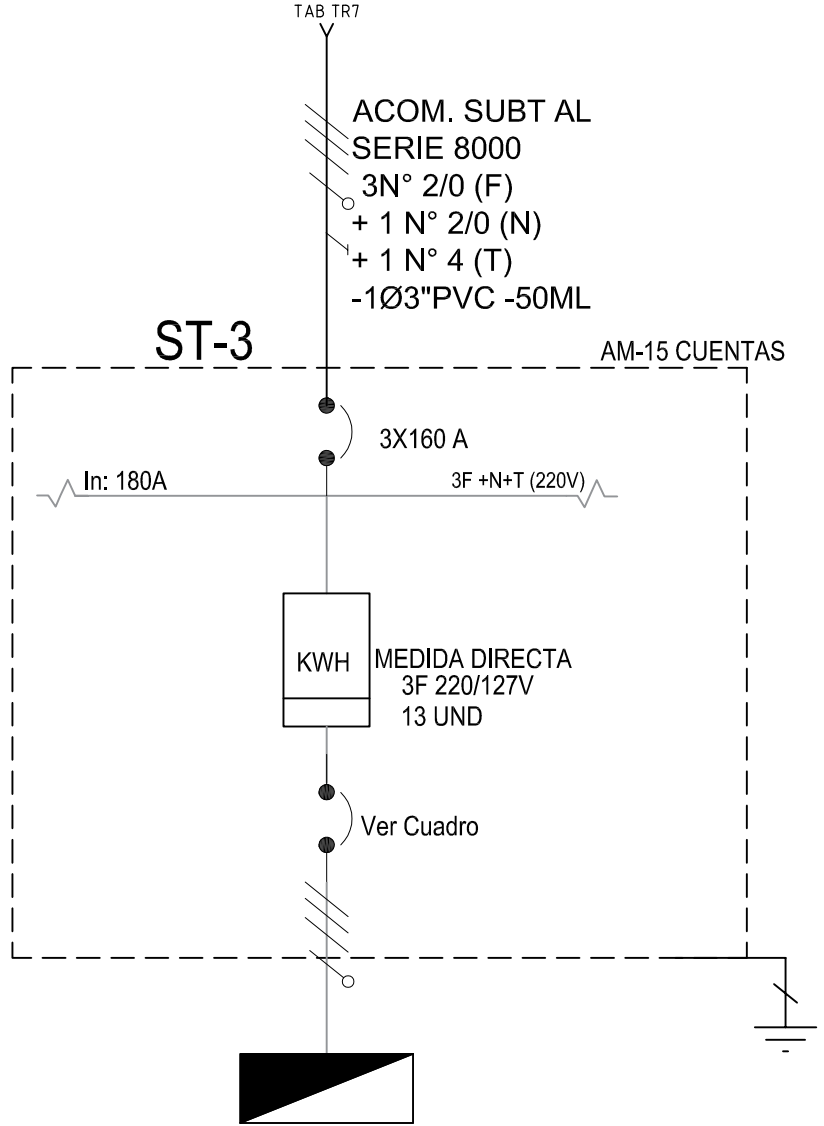 TAB TR7
ACOM. SUBT AL
SERIE 8000
3N° 2/0 (F)
+ 1 N° 2/0 (N)
+ 1 N° 4 (T)
-1Ø3"PVC -50ML
ST-3
AM-15 CUENTAS
3X160 A
In: 180A
3F +N+T (220V)
KWH
MEDIDA DIRECTA
3F 220/127V
13 UND
Ver Cuadro